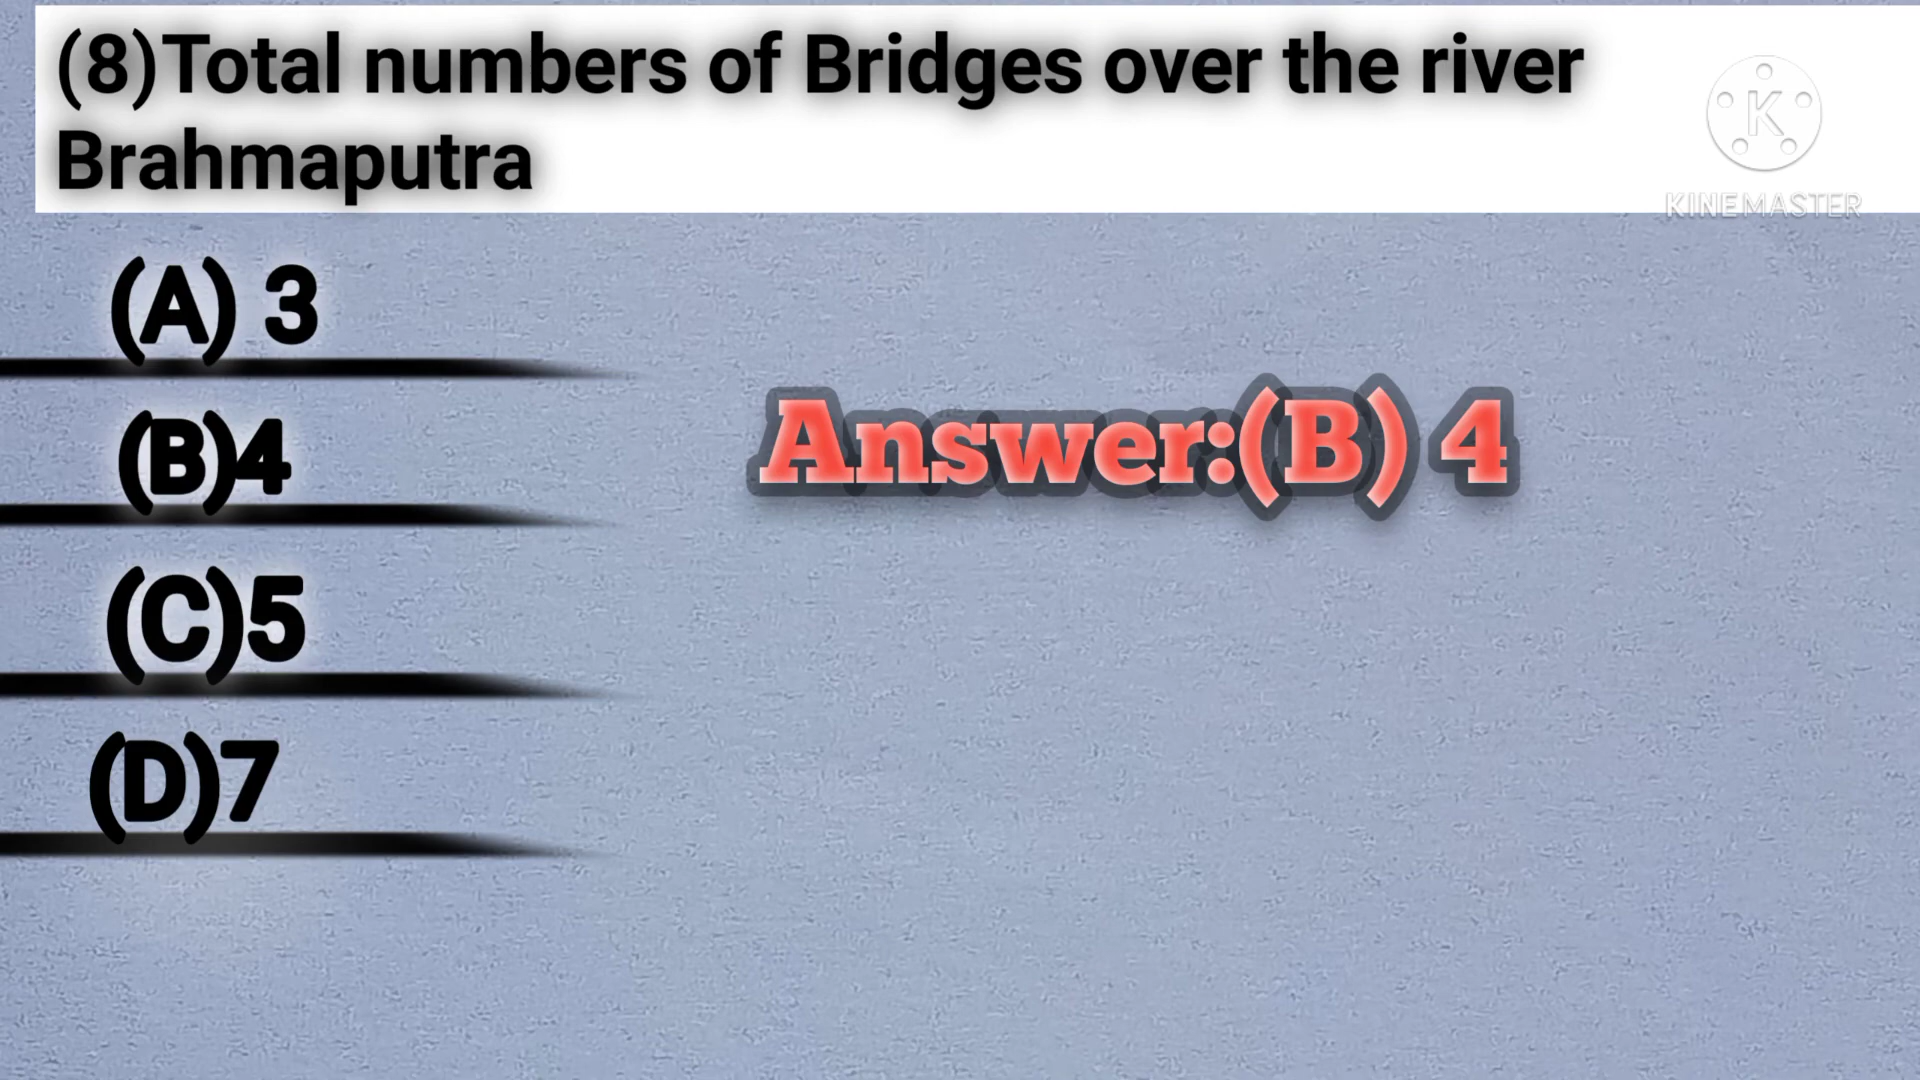 (8)Total numbers of Bridges over the river
Brahmaputra
K
KINEMASTER
(A) 3
(B)4
Answer:(B) 4
(C)5
(D)7